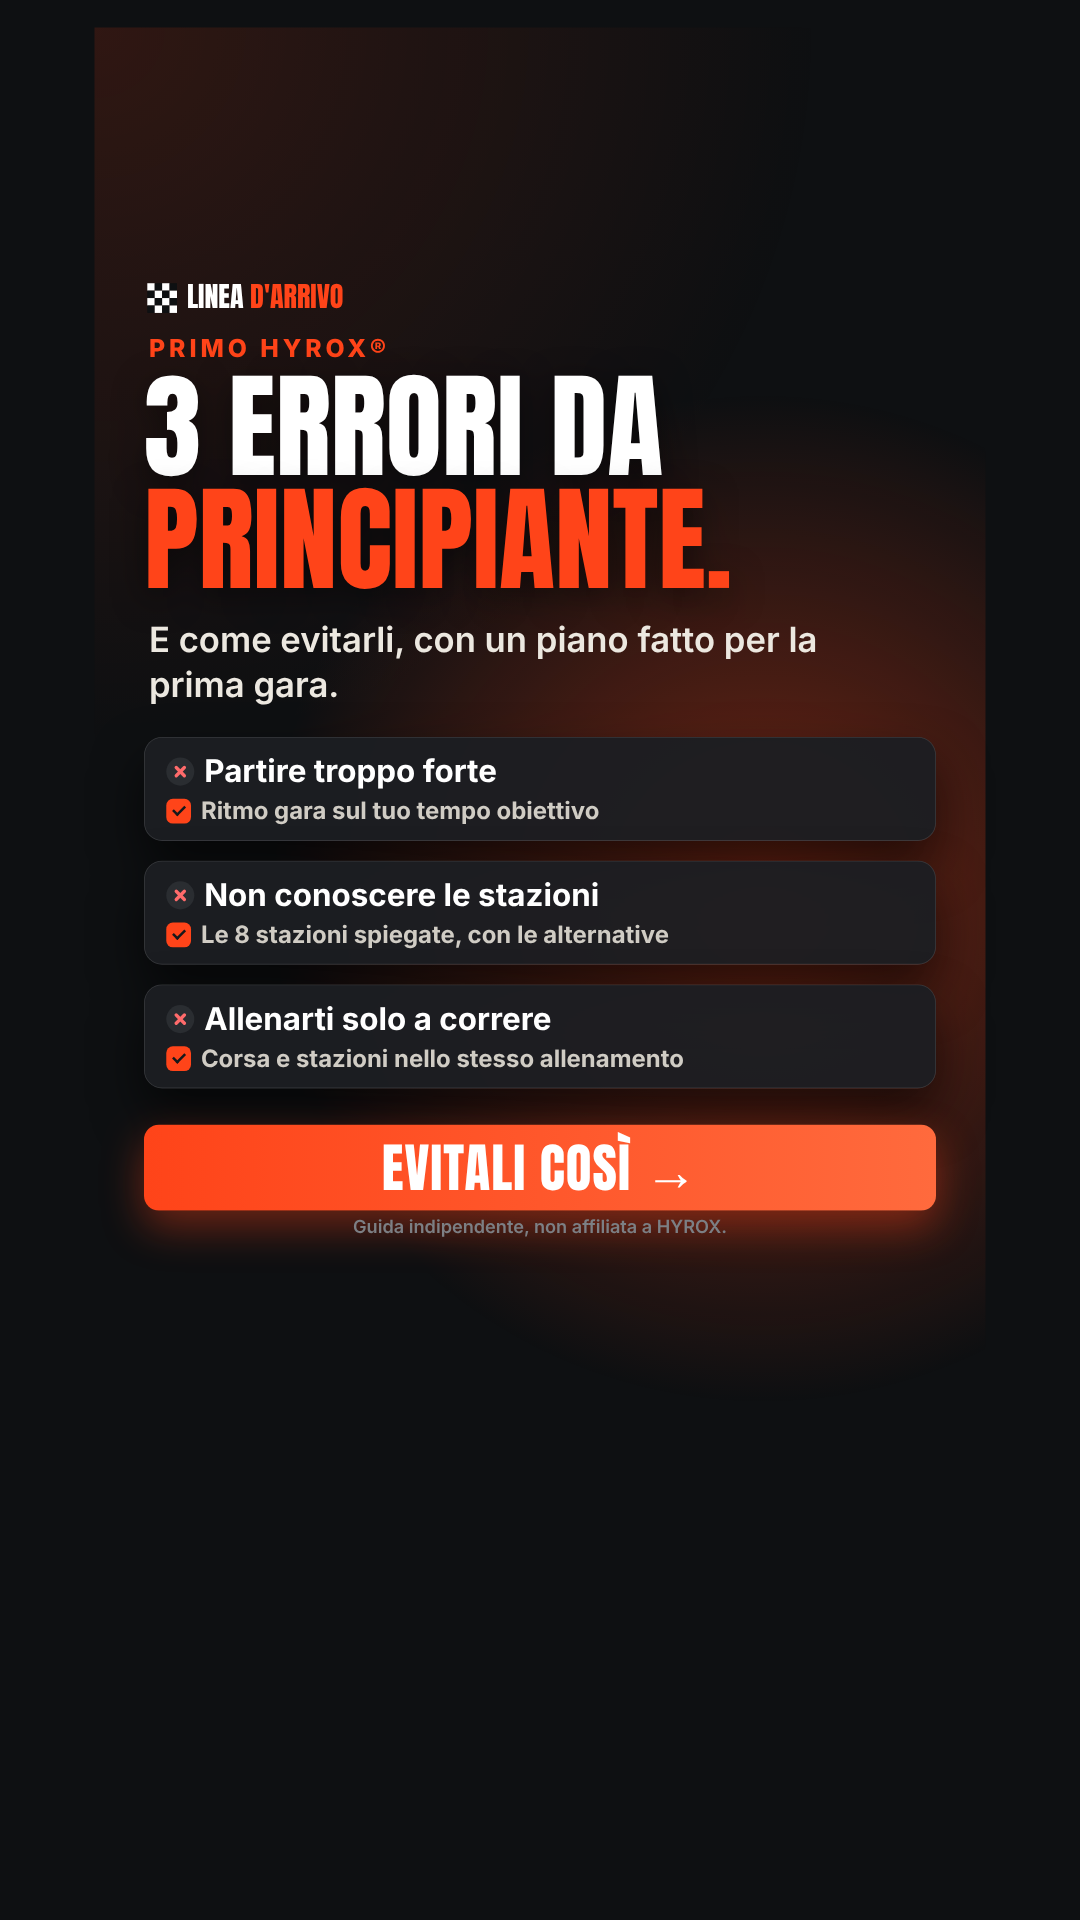 LINEA D'ARRIVO
PRIMO HYROX®
3 ERRORI DA
PRINCIPIANTE.
E come evitarli, con un piano fatto per la
prima gara.
Partire troppo forte
Ritmo gara sul tuo tempo obiettivo
Non conoscere le stazioni
Le 8 stazioni spiegate, con le alternative
Allenarti solo a correre
Corsa e stazioni nello stesso allenamento
EVITALI COSÌ →
Guida indipendente, non affiliata a HYROX.